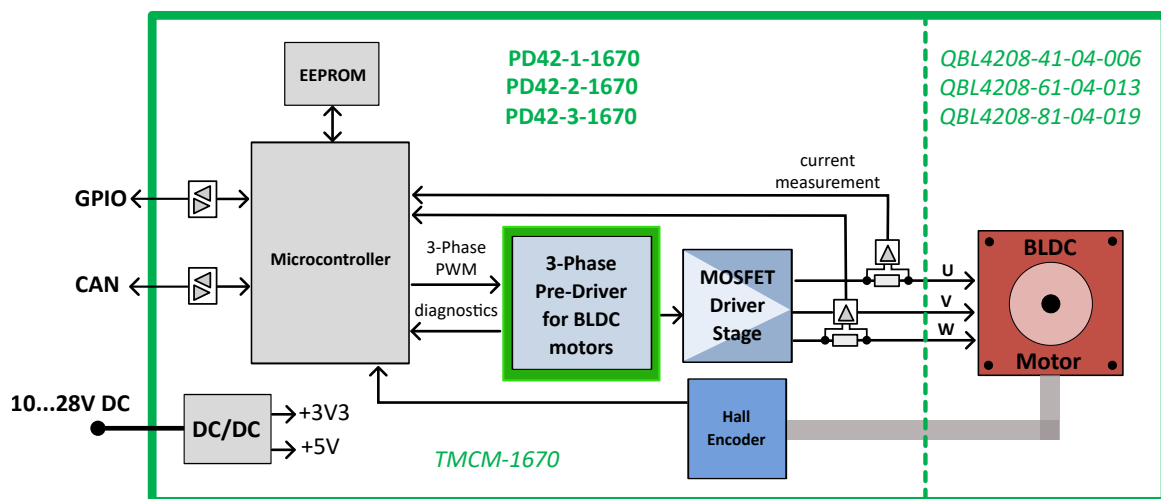 PD42-1-1670
PD42-2-1670
PD42-3-1670
QBL4208-41-04-006
QBL4208-61-04-013
QBL4208-81-04-019
EEPROM
current
measurement
GPIO
CAN
Microcontroller
3-Phase
PWM
diagnostics
3-Phase
Pre-Driver
for BLDC
motors
MOSFET
Driver
Stage
U
V
W
BLDC
Motor
10...28V DC
DC/DC
+3V3
+5V
Hall
Encoder
TMCM-1670